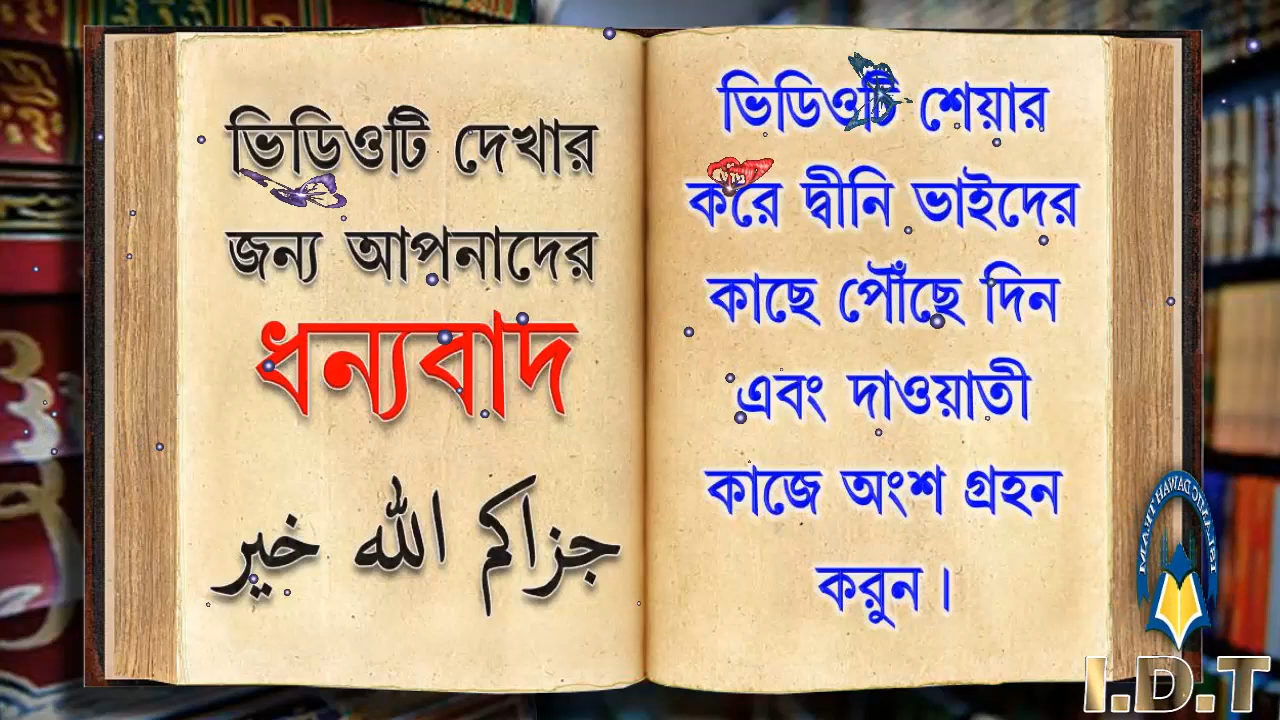 ভিডিওটি দেখার
জন্য আপনাদের
ধন্যবাদ
جزاكم الله خير
ভিডিওটি শেয়ার
করে দ্বীনি ভাইদের
কাছে পৌঁছে দিন
এবং দাওয়াতী
কাজে অংশ গ্রহন
করুন।
I.D.T